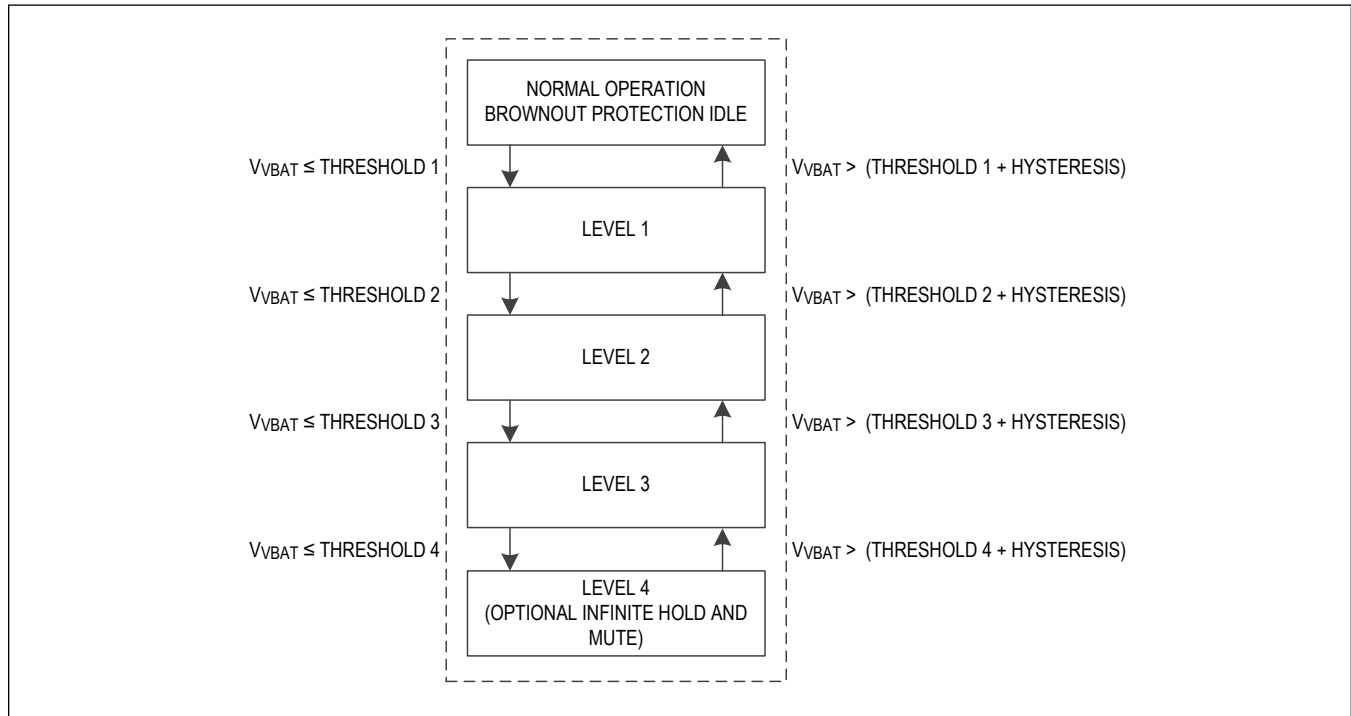 NORMAL OPERATION
BROWNOUT PROTECTION IDLE
VVBAT ≤ THRESHOLD 1
VVBAT > (THRESHOLD 1 + HYSTERESIS)
LEVEL 1
VVBAT ≤ THRESHOLD 2
VVBAT > (THRESHOLD 2 + HYSTERESIS)
LEVEL 2
VVBAT ≤ THRESHOLD 3
VVBAT > (THRESHOLD 3 + HYSTERESIS)
LEVEL 3
VVBAT ≤ THRESHOLD 4
VVBAT > (THRESHOLD 4 + HYSTERESIS)
LEVEL 4
(OPTIONAL INFINITE HOLD AND
MUTE)